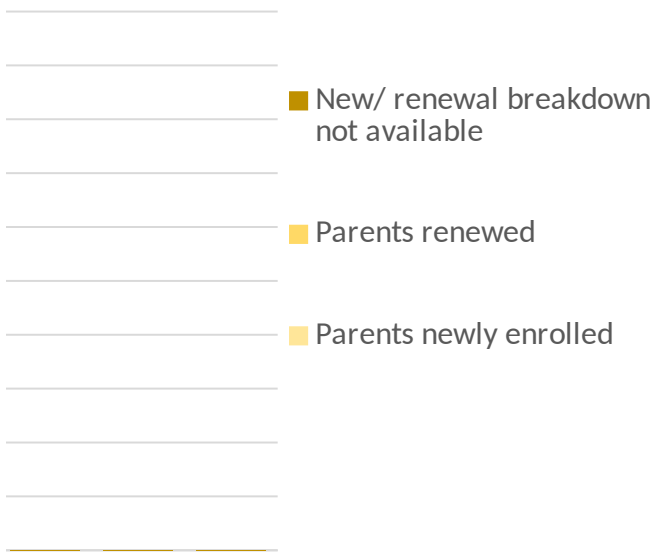 New/ renewal breakdown
not available
Parents renewed
Parents newly enrolled